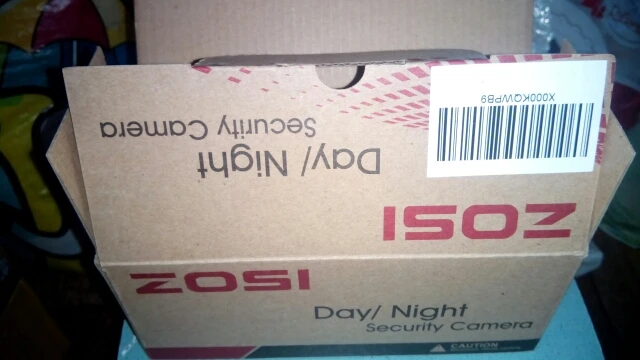 X000KQWPB9
Day/ Night
Security Camera
ZOSI
ZOSI
Day/ Night
Security Camera
CAUTION